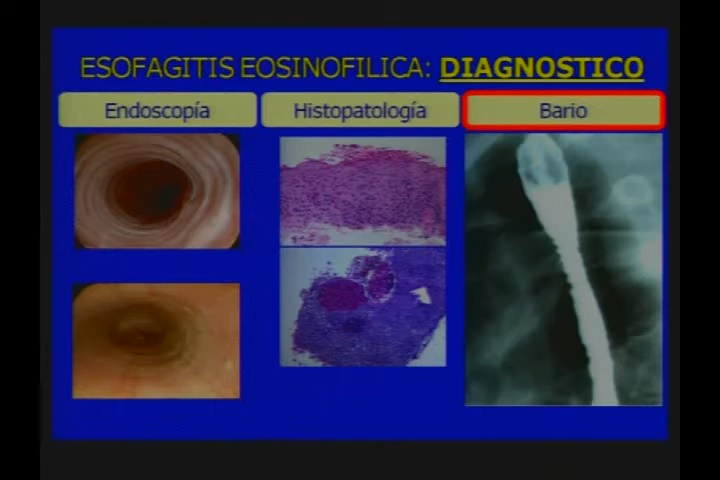 ESOFAGITIS EOSINOFILICA: DIAGNOSTICO
Endoscopía
Histopatología
Bario